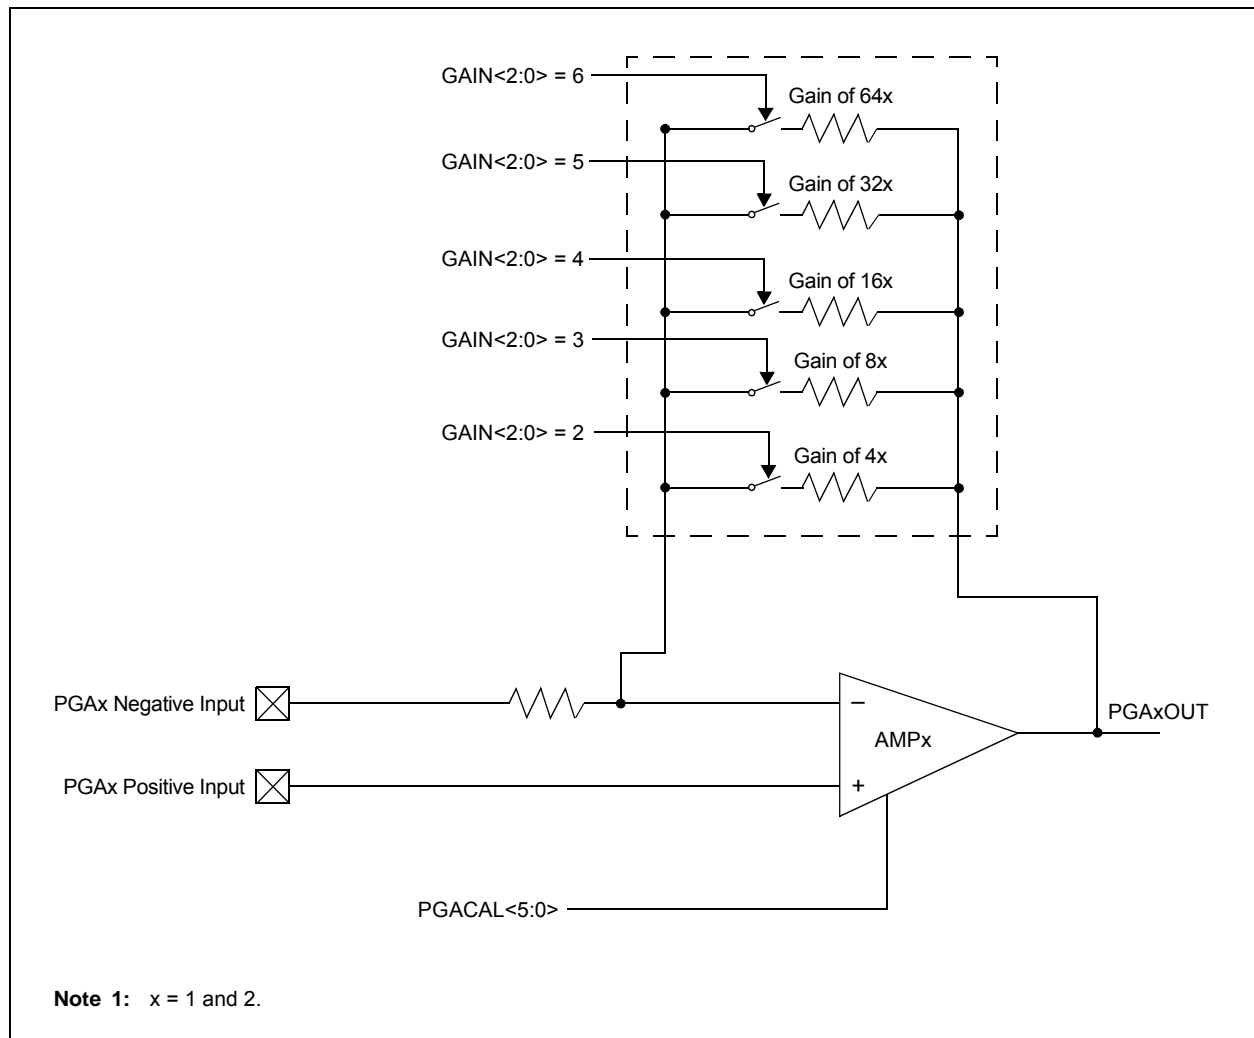 GAIN<2:0> = 6
Gain of 64x
GAIN<2:0> = 5
Gain of 32x
GAIN<2:0> = 4
Gain of 16x
GAIN<2:0> = 3
Gain of 8x
GAIN<2:0> = 2
Gain of 4x
PGAx Negative Input
–
PGAxOUT
AMPx
PGAx Positive Input
+
PGACAL<5:0>
Note 1: x = 1 and 2.